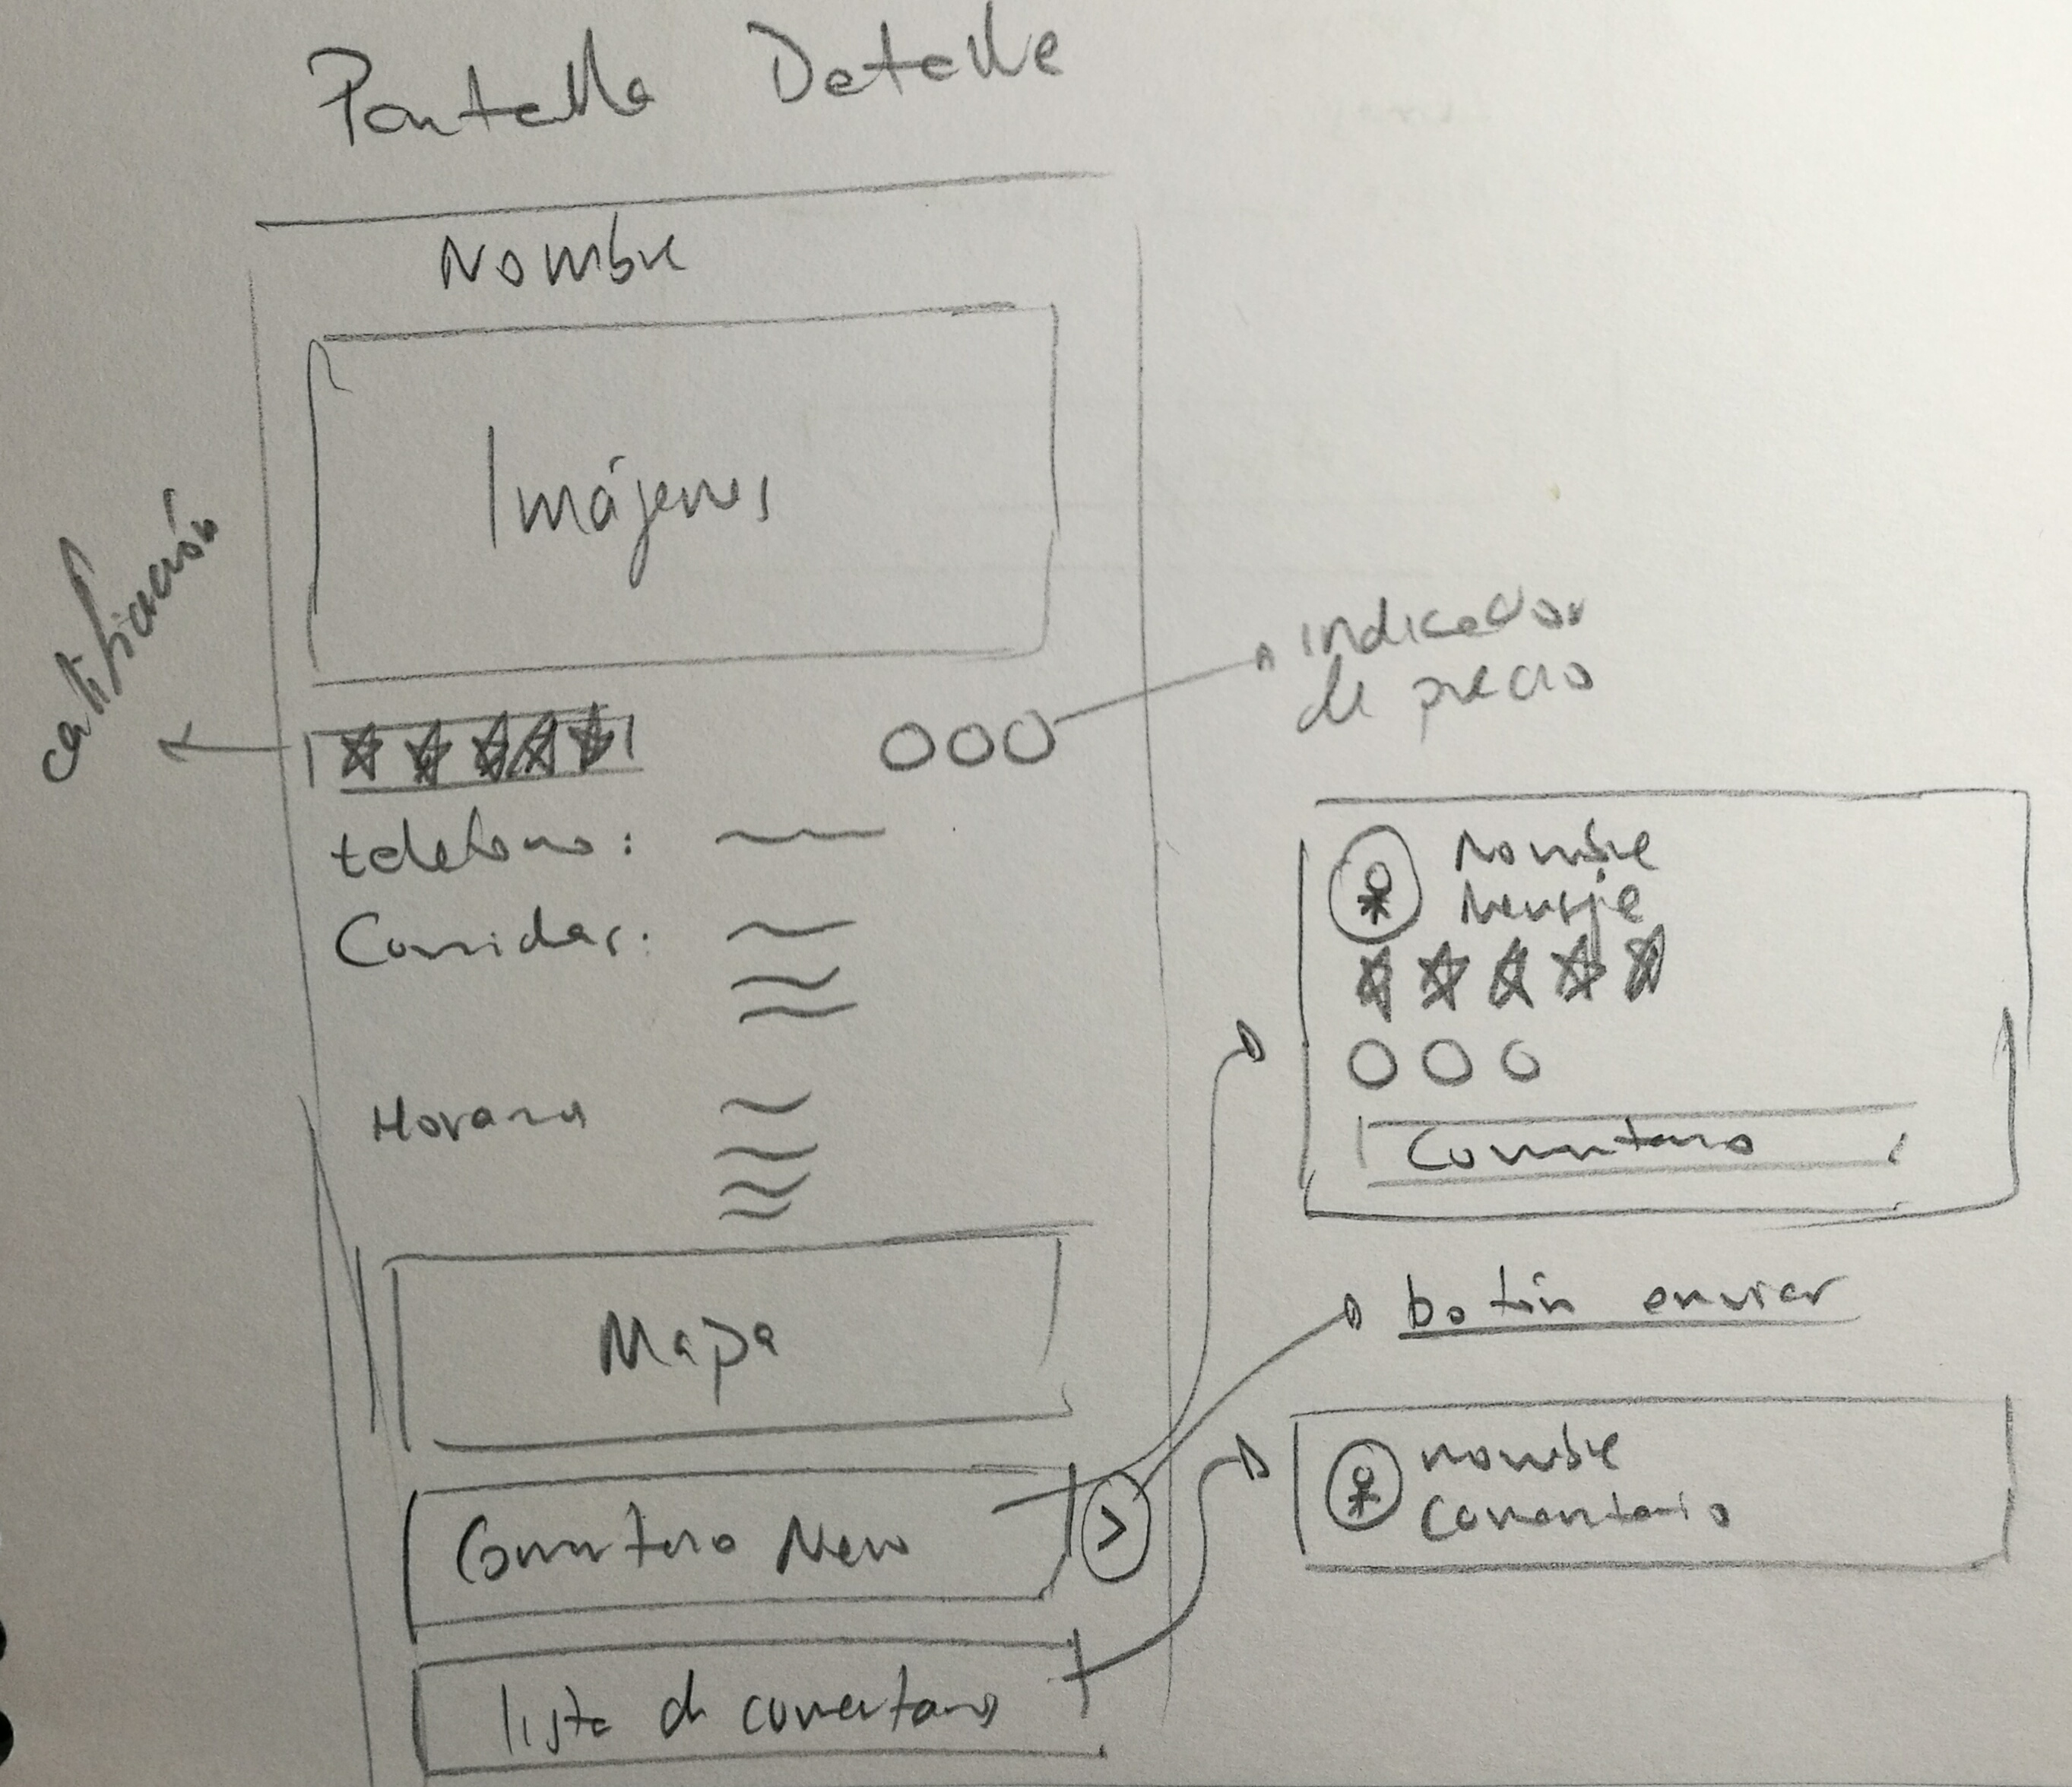 Pantalla Detalle
Nombre
Imágenes
calificación
indicador
de precio
telefono:
Comidas:
Horarios
Mapa
Comentario New
>
lista de comentarios
Nombre
Mensaje
Comentario
botón enviar
nombre
Comentario